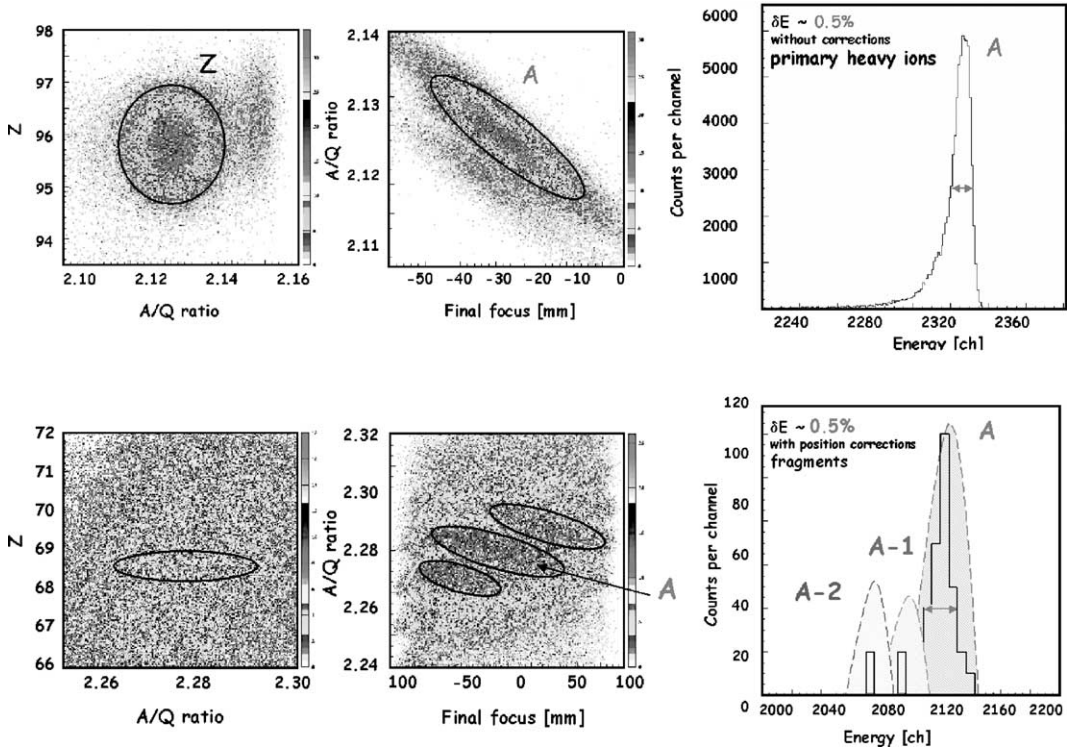 98
97
96
95
94
Z
Z
2.10 2.12 2.14 2.16
A/Q ratio
2.14
2.13
2.12
2.11
A/Q ratio
A
-50 -40 -30 -20 -10 0
Final focus [mm]
6000
5000
4000
3000
2000
1000
Counts per channel
δE ~ 0.5%
without corrections
primary heavy ions
A
2240 2280 2320 2360
Energy [ch]
72
71
70
69
68
67
66
Z
2.26 2.28 2.30
A/Q ratio
2.32
2.30
2.28
2.26
2.24
A/Q ratio
A
100 -50 0 50 100
Final focus [mm]
120
100
80
60
40
20
0
Counts per channel
δE ~ 0.5%
with position corrections
fragments
A
A-1
A-2
2000 2040 2080 2120 2160 2200
Energy [ch]